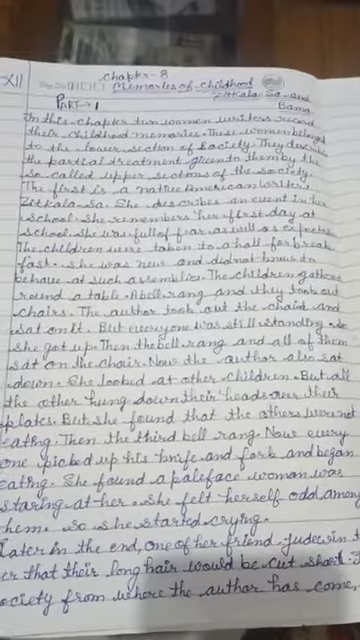 XII
Chapter-8
Memories of Childhood
Zitkala-Sa and
Bama
PART→1
In this chapter two women writers record
their childhood memories. These women belonged
to the lower section of society. They describe
the partial treatment given to them by the
so called upper sections of the society.
The first is a native American writer,
Zitkala-Sa. She describes an event in her
school. She remembers her first day at
school. She was full of fear as well as
The children were taken to a hall for break
fast. She was new and did not know to
behave at such assemblies. The children gathered
round a table. A bell rang and they took out
chairs. The author took out the chair and
sat on it. But everyone was still standing. So
she got up. Then the bell rang and all of them
sat on the chair. Now the author also sat
down. She looked at other children. But all
the other hung down their heads over their
plates. But she found that the others were not
eating. Then the third bell rang. Now every
one picked up his knife and fork and began
eating. She found a paleface woman was
staring at her. She felt herself odd among
them. So she started crying.
Later in the end, one of her friend Judewin t
er that their long hair would be cut short. I
ociety from where the author has come,